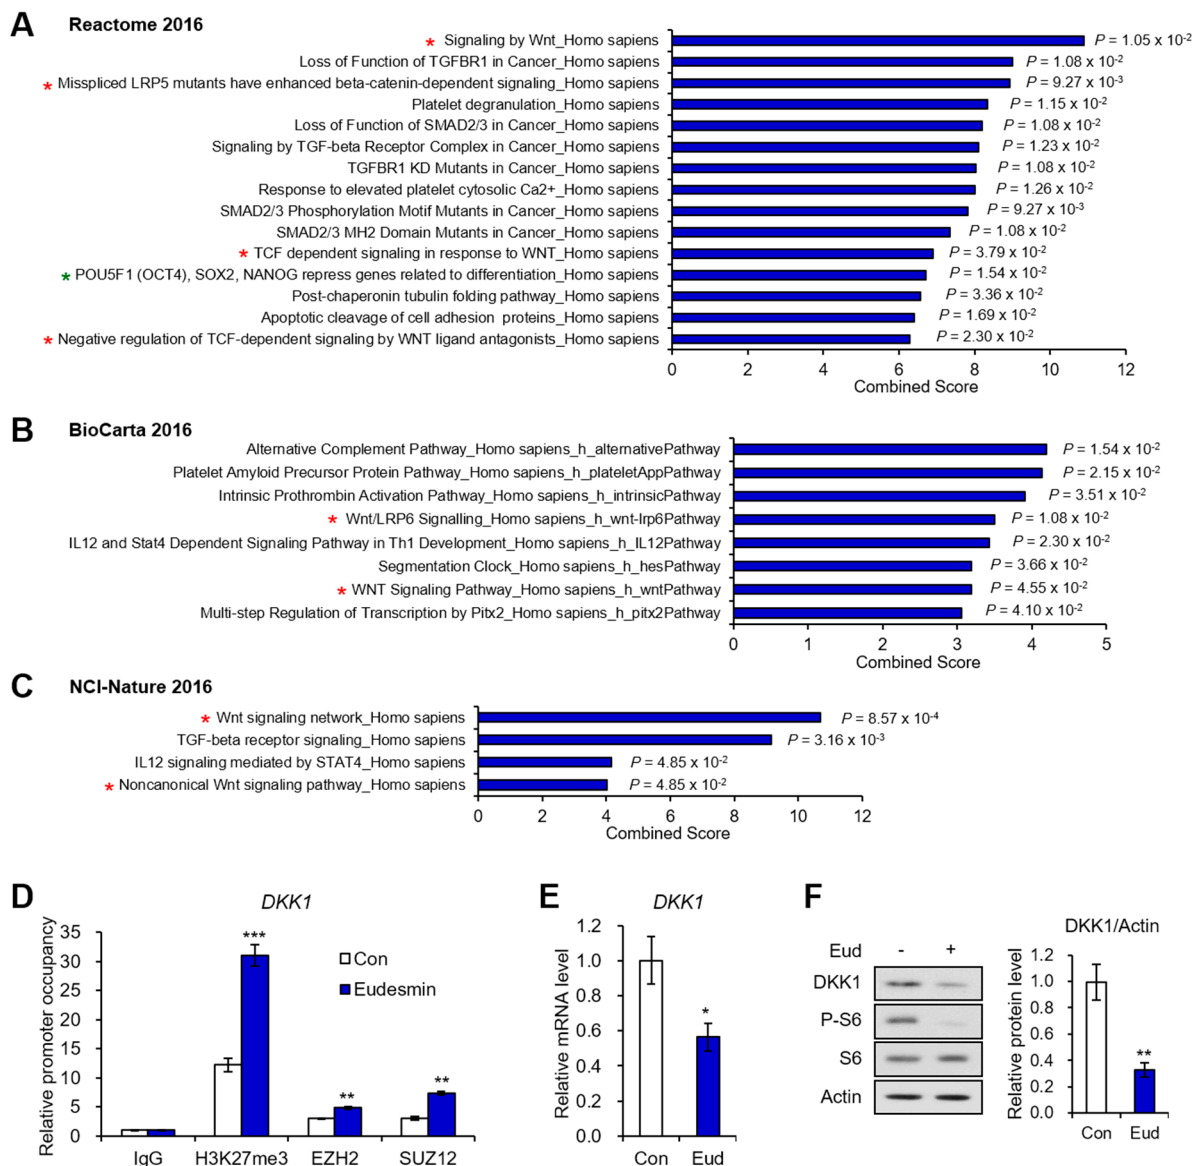 A Reactome 2016
* Signaling by Wnt_Homo sapiens P = 1.05 x 10-2
Loss of Function of TGFBR1 in Cancer_Homo sapiens P = 1.08 x 10-2
* Misspliced LRP5 mutants have enhanced beta-catenin-dependent signaling_Homo sapiens P = 9.27 x 10-3
Platelet degranulation_Homo sapiens P = 1.15 x 10-2
Loss of Function of SMAD2/3 in Cancer_Homo sapiens P = 1.08 x 10-2
Signaling by TGF-beta Receptor Complex in Cancer_Homo sapiens P = 1.23 x 10-2
TGFBR1 KD Mutants in Cancer_Homo sapiens P = 1.08 x 10-2
Response to elevated platelet cytosolic Ca2+_Homo sapiens P = 1.26 x 10-2
SMAD2/3 Phosphorylation Motif Mutants in Cancer_Homo sapiens P = 9.27 x 10-3
SMAD2/3 MH2 Domain Mutants in Cancer_Homo sapiens P = 1.08 x 10-2
* TCF dependent signaling in response to WNT_Homo sapiens P = 3.79 x 10-2
* POU5F1 (OCT4), SOX2, NANOG repress genes related to differentiation_Homo sapiens P = 1.54 x 10-2
Post-chaperonin tubulin folding pathway_Homo sapiens P = 3.36 x 10-2
Apoptotic cleavage of cell adhesion proteins_Homo sapiens P = 1.69 x 10-2
* Negative regulation of TCF-dependent signaling by WNT ligand antagonists_Homo sapiens P = 2.30 x 10-2
0 2 4 6 8 10 12
Combined Score
B BioCarta 2016
Alternative Complement Pathway_Homo sapiens_h_alternativePathway P = 1.54 x 10-2
Platelet Amyloid Precursor Protein Pathway_Homo sapiens_h_plateletAppPathway P = 2.15 x 10-2
Intrinsic Prothrombin Activation Pathway_Homo sapiens_h_intrinsicPathway P = 3.51 x 10-2
* Wnt/LRP6 Signalling_Homo sapiens_h_wnt-lrp6Pathway P = 1.08 x 10-2
IL12 and Stat4 Dependent Signaling Pathway in Th1 Development_Homo sapiens_h_IL12Pathway P = 2.30 x 10-2
Segmentation Clock_Homo sapiens_h_hesPathway P = 3.66 x 10-2
* WNT Signaling Pathway_Homo sapiens_h_wntPathway P = 4.55 x 10-2
Multi-step Regulation of Transcription by Pitx2_Homo sapiens_h_pitx2Pathway P = 4.10 x 10-2
0 1 2 3 4 5
Combined Score
C NCI-Nature 2016
* Wnt signaling network_Homo sapiens P = 8.57 x 10-4
TGF-beta receptor signaling_Homo sapiens P = 3.16 x 10-3
IL12 signaling mediated by STAT4_Homo sapiens P = 4.85 x 10-2
* Noncanonical Wnt signaling pathway_Homo sapiens P = 4.85 x 10-2
0 2 4 6 8 10 12
Combined Score
D
DKK1
Relative promoter occupancy
35
30
25
20
15
10
5
0
***
**
**
Con
Eudesmin
IgG H3K27me3 EZH2 SUZ12
E
DKK1
Relative mRNA level
1.2
1.0
0.8
0.6
0.4
0.2
0.0
*
Con Eud
F
Eud - +
DKK1
P-S6
S6
Actin
DKK1/Actin
Relative protein level
1.2
1.0
0.8
0.6
0.4
0.2
0.0
**
Con Eud